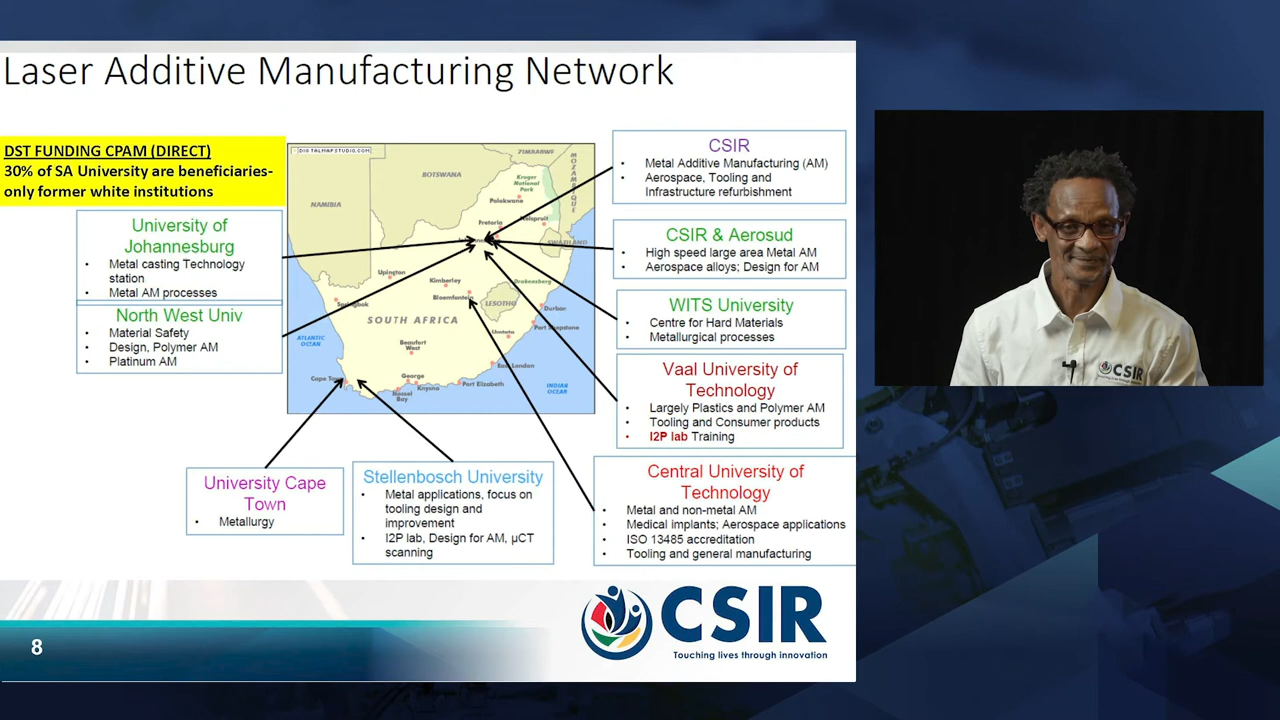 Laser Additive Manufacturing Network
DST FUNDING CPAM (DIRECT)
30% of SA University are beneficiaries-
only former white institutions
University of
Johannesburg
• Metal casting Technology
station
• Metal AM processes
North West Univ
• Material Safety
• Design, Polymer AM
• Platinum AM
DIGITALMAPSTUDIO.COM
ZIMBABWE
MOZAMBIQUE
BOTSWANA
NAMIBIA
Kruger
National
Park
Polokwane
Pretoria
Nelspruit
SWAZILAND
Upington
Kimberley
Bloemfontein
Drakensberg
LESOTHO
Springbok
Durban
SOUTH AFRICA
Port Shepstone
Umtata
ATLANTIC
OCEAN
Beaufort
West
East London
George
Cape Town
Knysna
Port Elizabeth
Mossel
Bay
INDIAN
OCEAN
CSIR
• Metal Additive Manufacturing (AM)
• Aerospace, Tooling and
Infrastructure refurbishment
CSIR & Aerosud
• High speed large area Metal AM
• Aerospace alloys; Design for AM
WITS University
• Centre for Hard Materials
• Metallurgical processes
Vaal University of
Technology
• Largely Plastics and Polymer AM
• Tooling and Consumer products
• I2P lab Training
Central University of
Technology
• Metal and non-metal AM
• Medical implants; Aerospace applications
• ISO 13485 accreditation
• Tooling and general manufacturing
University Cape
Town
• Metallurgy
Stellenbosch University
• Metal applications, focus on
tooling design and
improvement
• I2P lab, Design for AM, µCT
scanning
CSIR
Touching lives through innovation
8
CSIR